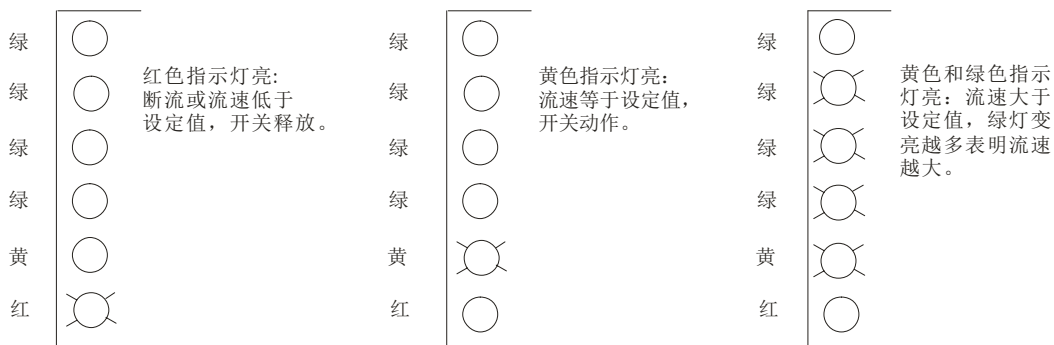 绿
绿
绿
绿
黄
红
红色指示灯亮:
断流或流速低于
设定值，开关释放。
绿
绿
绿
绿
黄
红
黄色指示灯亮：
流速等于设定值，
开关动作。
绿
绿
绿
绿
黄
红
黄色和绿色指示
灯亮：流速大于
设定值，绿灯变
亮越多表明流速
越大。